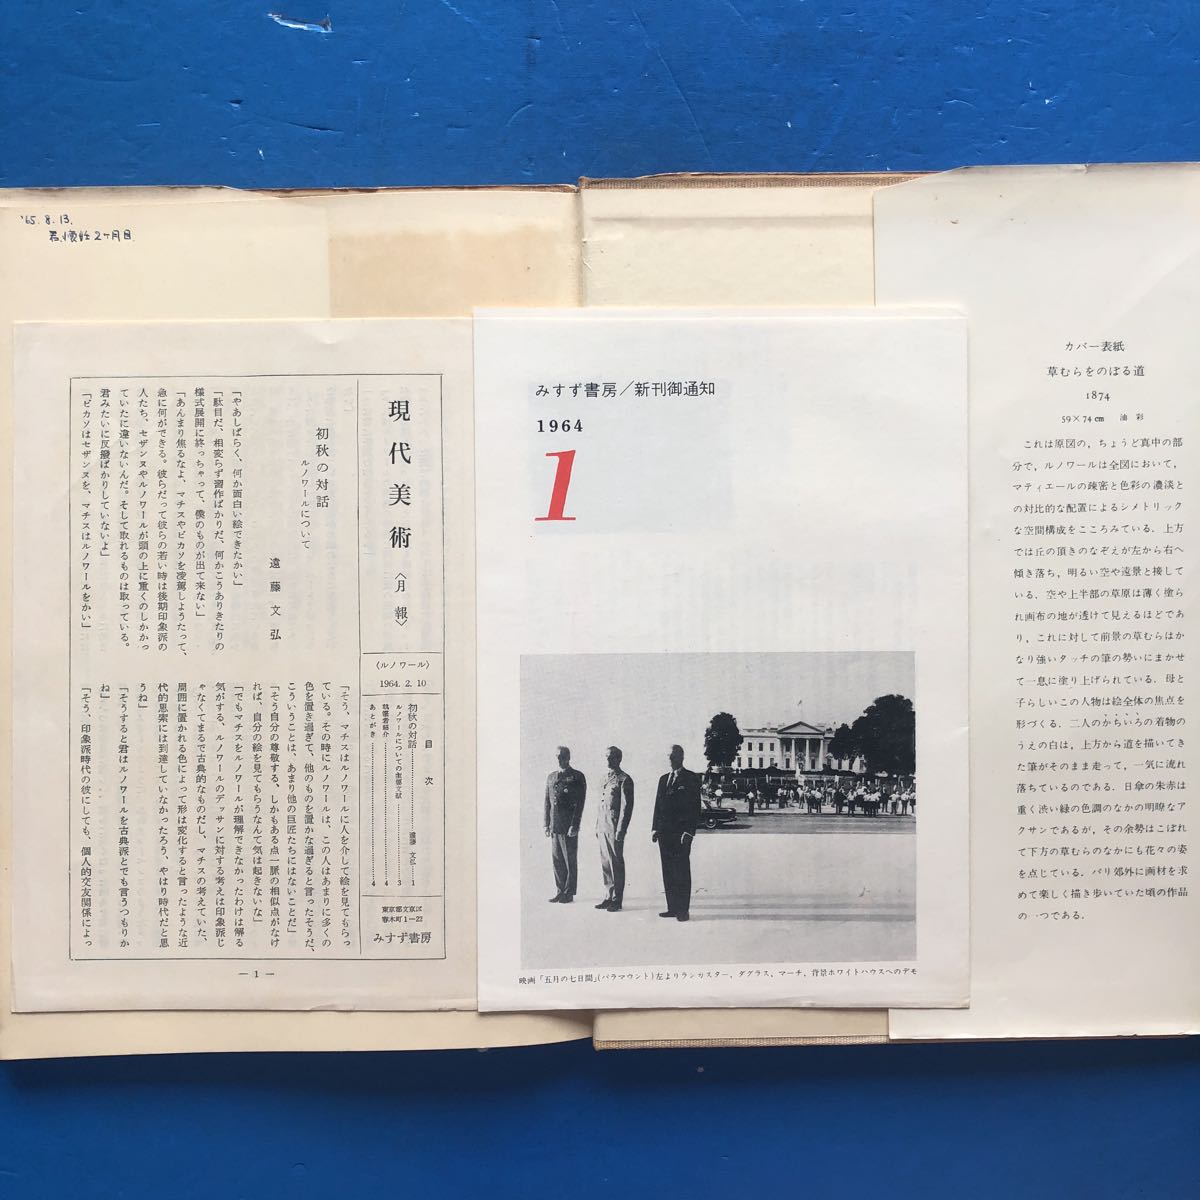 '65. 8. 13.
君、懐妊2ヶ月目.
現代美術〈月報〉
〈ルノワール〉
1964. 2. 10
目次
初秋の対話…………遠藤 文弘…1
ルノワールについての重要文献…………3
執筆者紹介…………4
あとがき…………4
東京都文京区
春木町1—22
みすず書房
初秋の対話
ルノワールについて
遠藤文弘
「やあしばらく、何か面白い絵できたかい」
「駄目だ、相変らず習作ばかりだ、何かこうありきたりの
様式展開に終っちゃって、僕のものが出て来ない」
「あんまり焦るなよ、マチスやピカソを凌駕しようたって、
急に何ができる。彼らだって彼らの若い時は後期印象派の
人たち、セザンヌやルノワールが頭の上に重くのしかかっ
ていたに違いないんだ。そして取れるものは取っている。
君みたいに反撥ばかりしていないよ」
「ピカソはセザンヌを、マチスはルノワールをかい」
「そう、マチスはルノワールに人を介して絵を見てもらっ
ている。その時にルノワールは、この人はあまりに多くの
色を置き過ぎて、他のものを置かな過ぎると言ったそうだ、
こういうことは、あまり他の巨匠たちにはないことだ」
「そう自分の尊敬する、しかもある点一脈の相似点がなけ
れば、自分の絵を見てもらうなんて気は起きないな」
「でもマチスをルノワールが理解できなかったわけは解る
気がする、ルノワールのデッサンに対する考えは印象派じ
ゃなくてまるで古典的なものだし、マチスの考えていた、
周囲に置かれる色によって形は変化すると言ったような近
代的思索には到達していなかったろう、やはり時代だと思
うね」
「そうすると君はルノワールを古典派とでも言うつもりか
ね」
「そう、印象派時代の彼にしても、個人的交友関係によっ
— 1 —
みすず書房／新刊御通知
1964
1
映画「五月の七日間」(パラマウント)左よりランカスター、ダグラス、マーチ、背景ホワイトハウスへのデモ
カバー表紙
草むらをのぼる道
1874
59×74cm 油彩
これは原図の，ちょうど真中の部
分で，ルノワールは全図において，
マティエールの疎密と色彩の濃淡と
の対比的な配置によるシメトリック
な空間構成をこころみている．上方
では丘の頂きのなぞえが左から右へ
傾き落ち，明るい空や遠景と接して
いる．空や上半部の草原は薄く塗ら
れ画布の地が透けて見えるほどであ
り，これに対して前景の草むらはか
なり強いタッチの筆の勢いにまかせ
て一息に塗り上げられている．母と
子らしいこの人物は絵全体の焦点を
形づくる．二人のかちいろの着物の
うえの白は，上方から道を描いてき
た筆がそのまま走って，一気に流れ
落ちているのである．日傘の朱赤は
重く渋い緑の色調のなかの明瞭なア
クサンであるが，その余勢はこぼれ
て下方の草むらのなかにも花々の姿
を点じている．パリ郊外に画材を求
めて楽しく描き歩いていた頃の作品
の一つである．